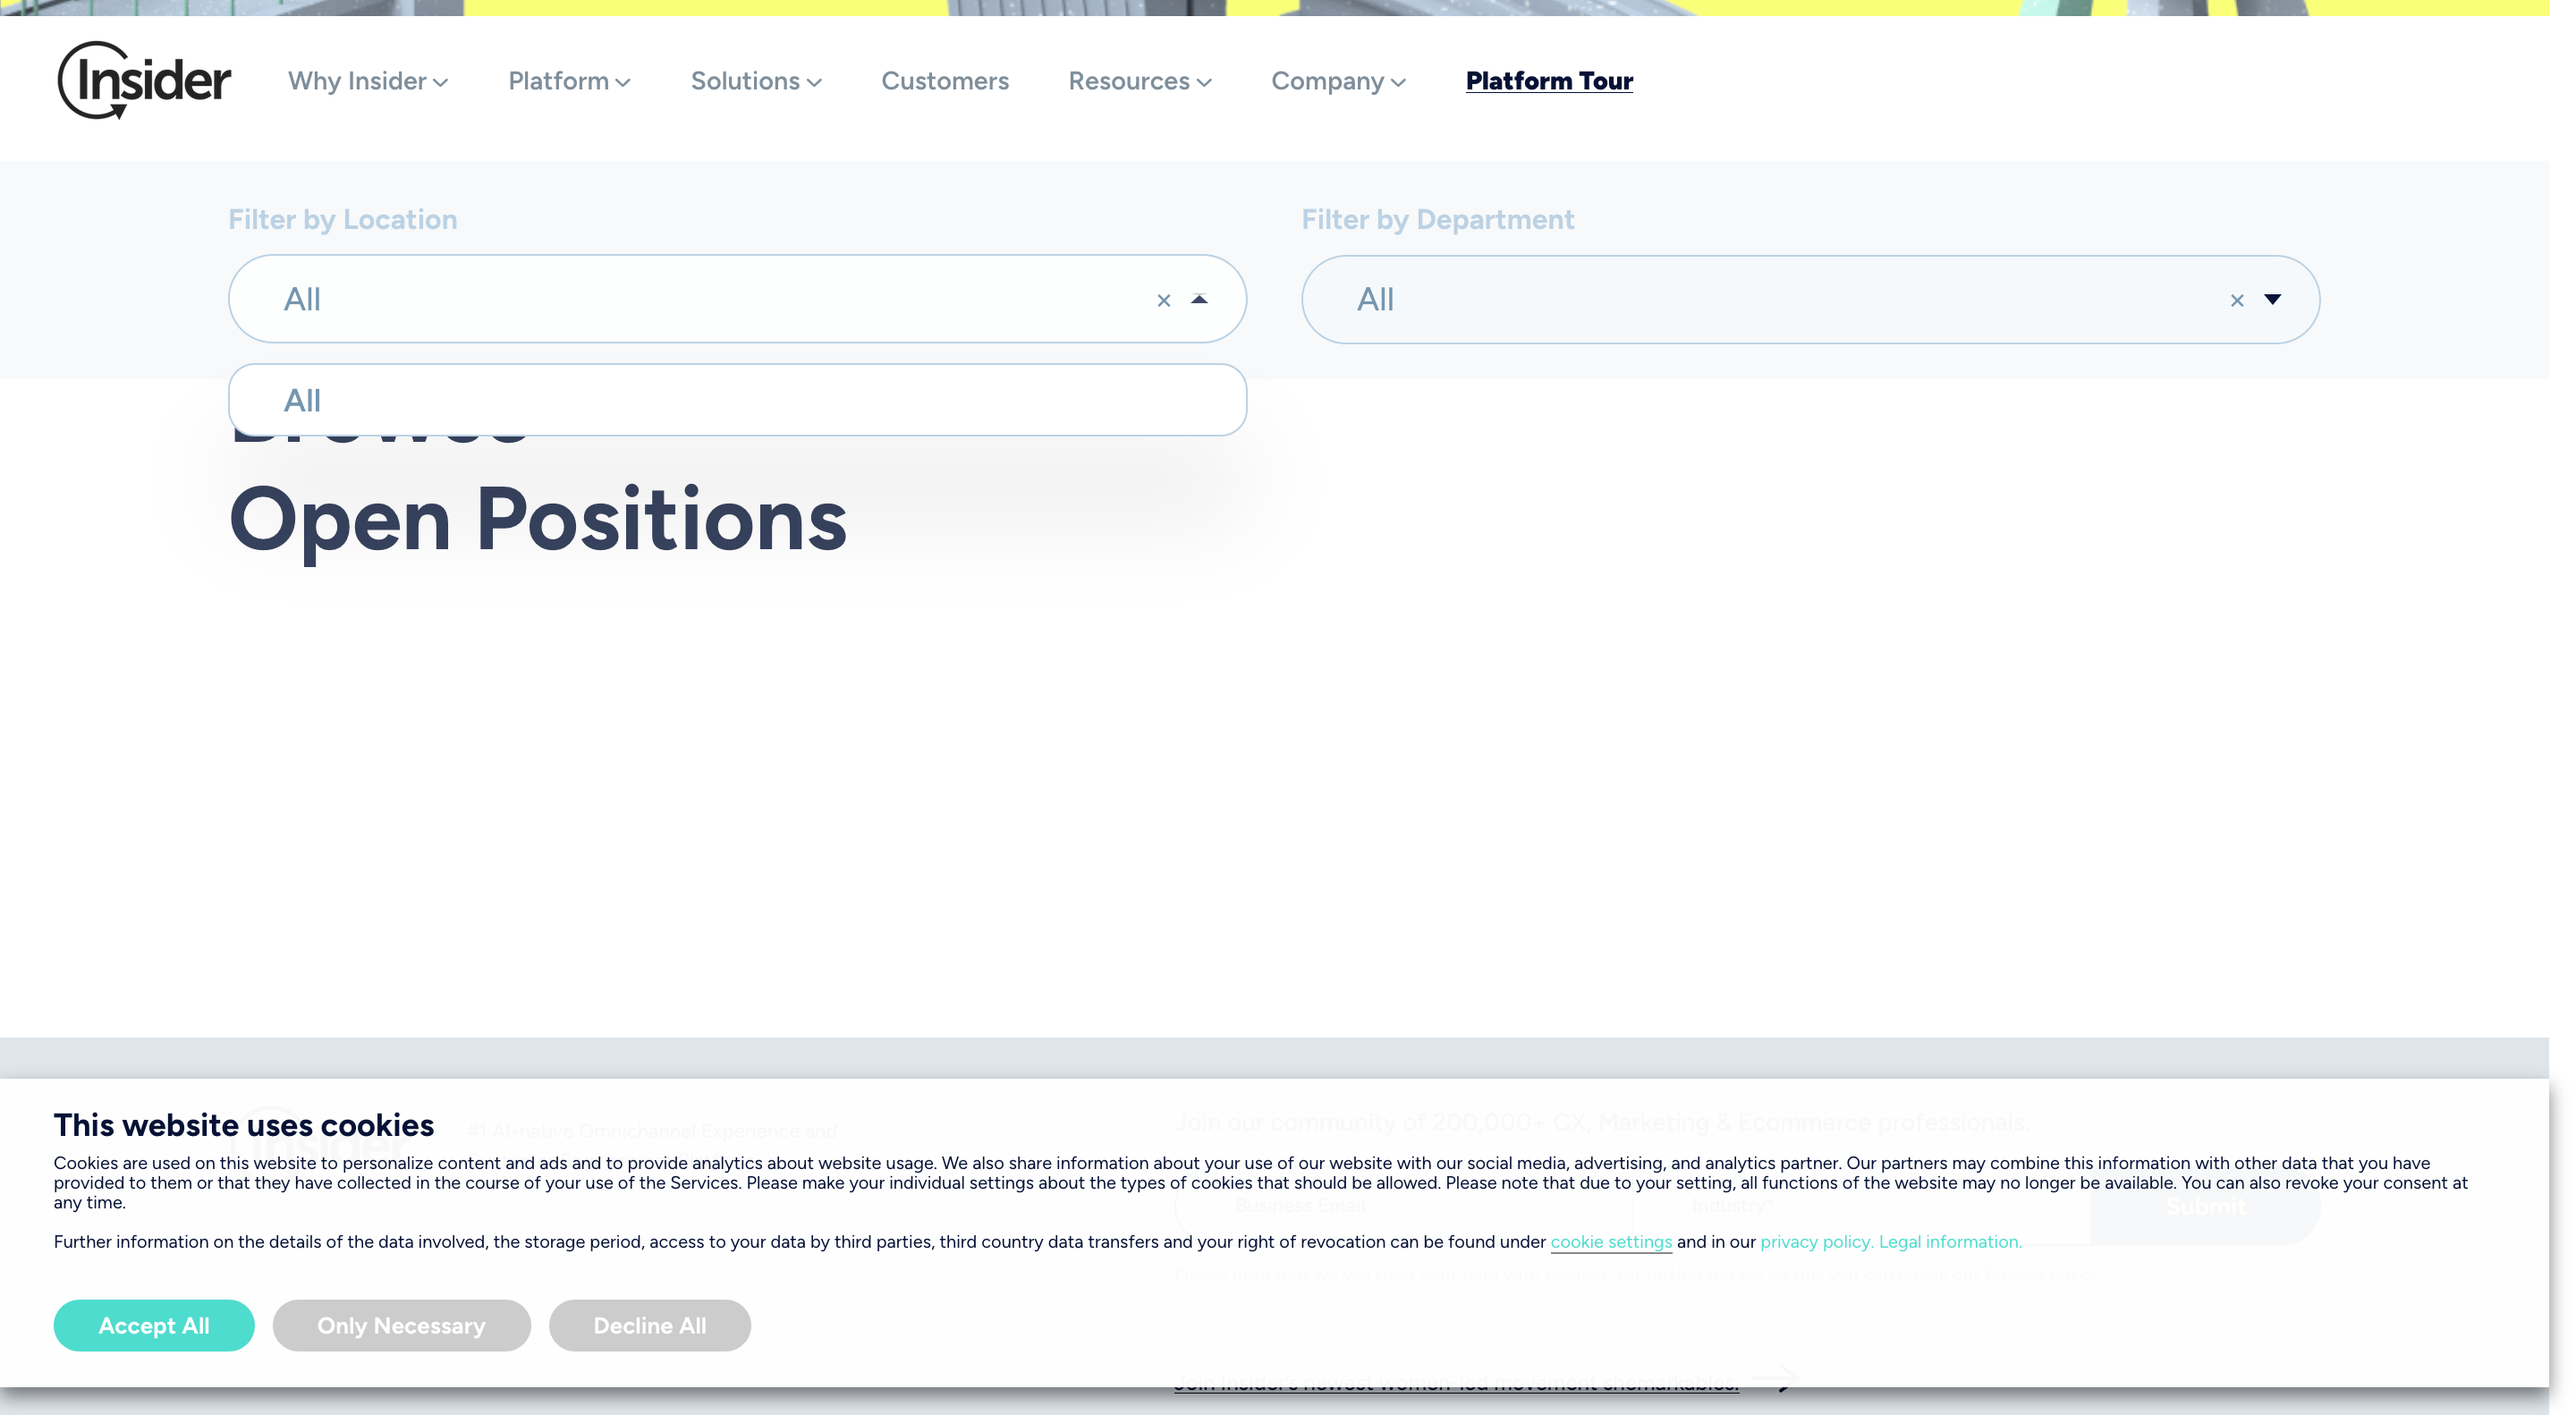 Insider
Why Insider
Platform
Solutions
Customers
Resources
Company
Platform Tour
Filter by Location
Filter by Department
All
All
All
Browse
Open Positions
This website uses cookies
#1 AI-native Omnichannel Experience and
Join our community of 200,000+ CX, Marketing & Ecommerce professionals.
Cookies are used on this website to personalize content and ads and to provide analytics about website usage. We also share information about your use of our website with our social media, advertising, and analytics partner. Our partners may combine this information with other data that you have
provided to them or that they have collected in the course of your use of the Services. Please make your individual settings about the types of cookies that should be allowed. Please note that due to your setting, all functions of the website may no longer be available. You can also revoke your consent at
any time.
Business Email
Industry*
Submit
Further information on the details of the data involved, the storage period, access to your data by third parties, third country data transfers and your right of revocation can be found under cookie settings and in our privacy policy. Legal information.
Accept All
Only Necessary
Decline All
Join Insider's newest women-led movement shemarkables.